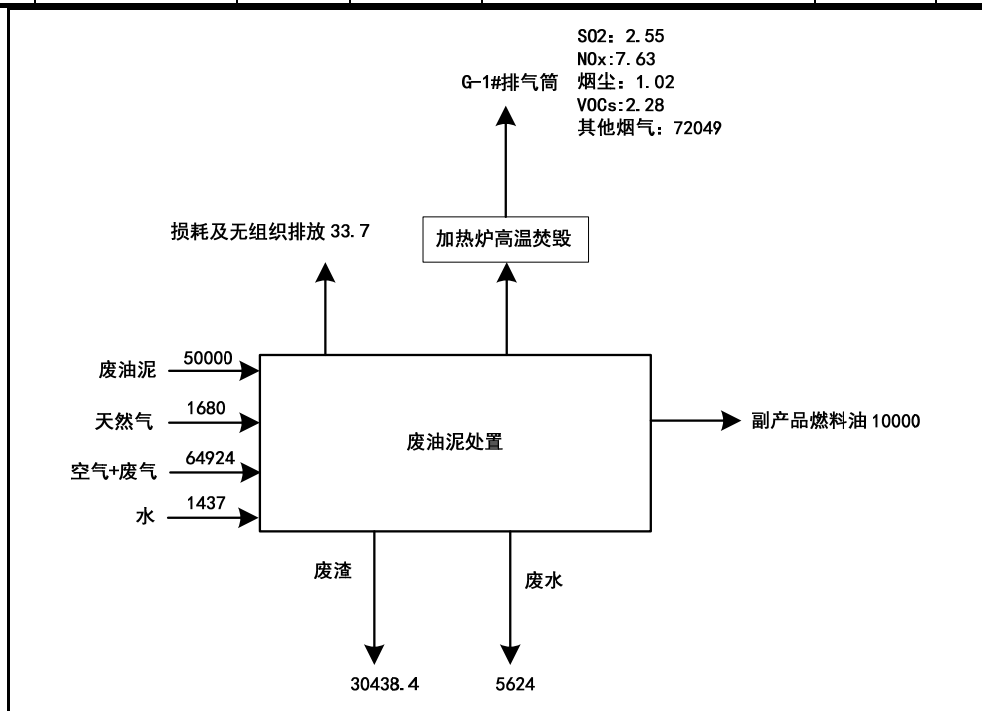 SO2：2.55
NOx:7.63
G-1#排气筒
烟尘：1.02
VOCs:2.28
其他烟气：72049
损耗及无组织排放 33.7
加热炉高温焚毁
废油泥
50000
天然气
1680
空气+废气
64924
水
1437
废油泥处置
副产品燃料油 10000
废渣
废水
30438.4
5624